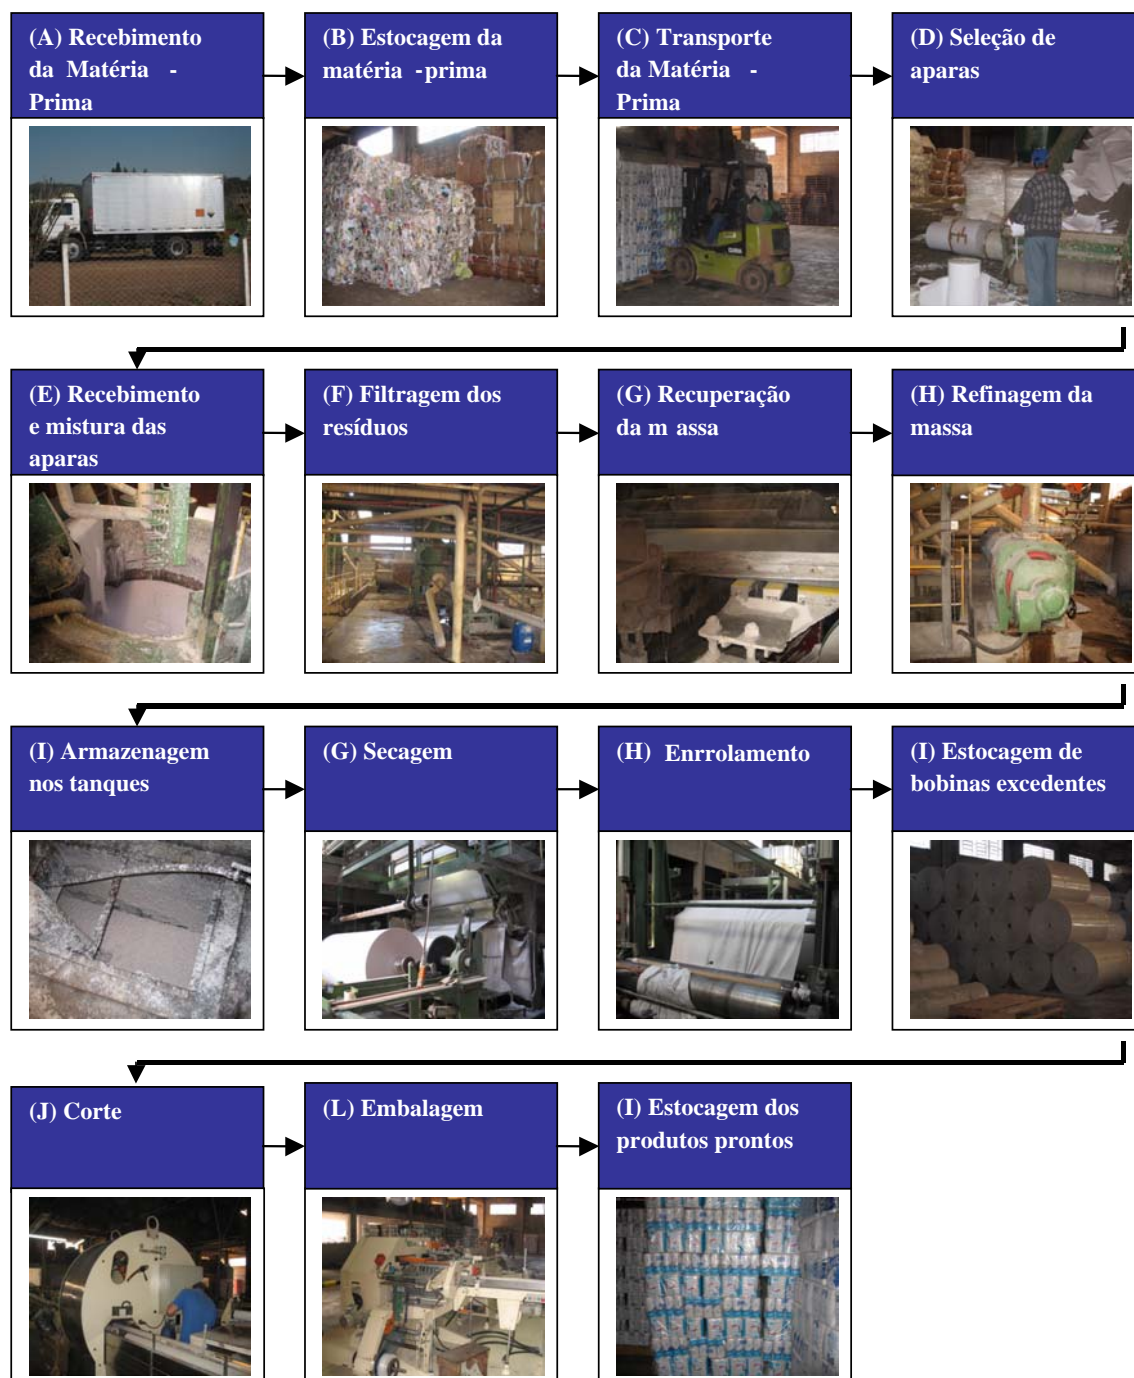 (A) Recebimento
da Matéria -
Prima
(B) Estocagem da
matéria -prima
(C) Transporte
da Matéria -
Prima
(D) Seleção de
aparas
(E) Recebimento
e mistura das
aparas
(F) Filtragem dos
resíduos
(G) Recuperação
da m assa
(H) Refinagem da
massa
(I) Armazenagem
nos tanques
(G) Secagem
(H) Enrrolamento
(I) Estocagem de
bobinas excedentes
(J) Corte
(L) Embalagem
(I) Estocagem dos
produtos prontos